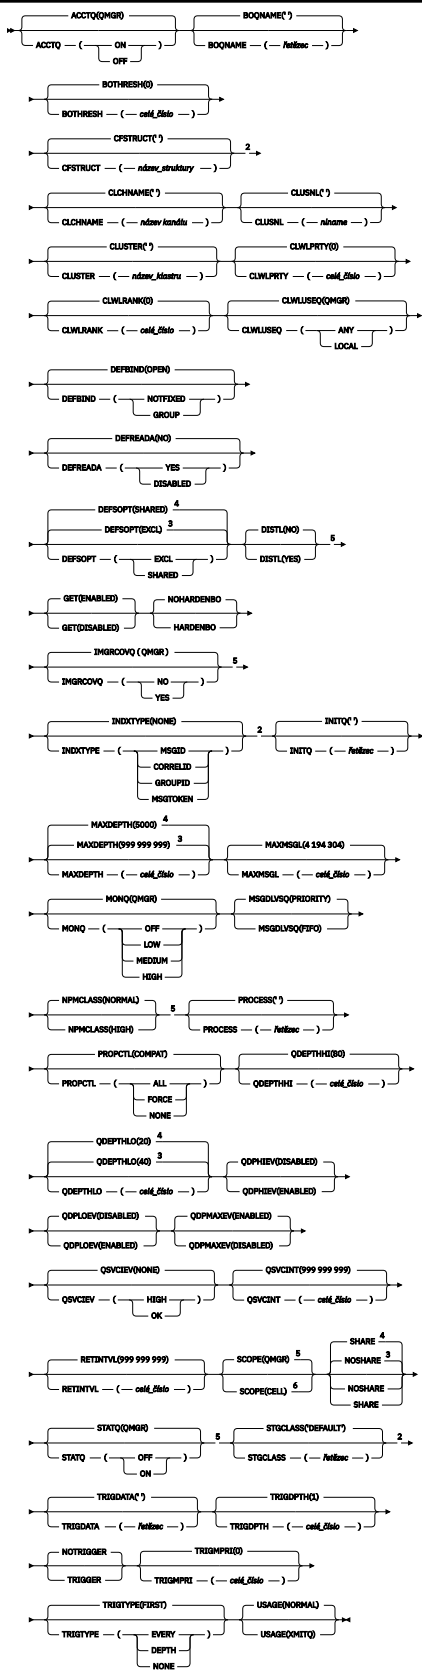 ACCTQ(QMGR) BOQNAME(' ')
ACCTQ ( ON ) BOQNAME ( řetězec )
OFF
BOTHRESH(0)
BOTHRESH ( celé_číslo )
CFSTRUCT(' ') 2
CFSTRUCT ( název_struktury )
CLCHNAME(' ') CLUSNL(' ')
CLCHNAME ( název kanálu ) CLUSNL ( nlname )
CLUSTER(' ') CLWLPRTY(0)
CLUSTER ( název_klastru ) CLWLPRTY ( celé_číslo )
CLWLRANK(0) CLWLUSEQ(QMGR)
CLWLRANK ( celé_číslo ) CLWLUSEQ ( ANY )
LOCAL
DEFBIND(OPEN)
DEFBIND ( NOTFIXED )
GROUP
DEFREADA(NO)
DEFREADA ( YES )
DISABLED
DEFSOPT(SHARED) 4
DEFSOPT(EXCL) 3 DISTL(NO) 5
DEFSOPT ( EXCL ) DISTL(YES)
SHARED
GET(ENABLED) NOHARDENBO
GET(DISABLED) HARDENBO
IMGRCOVQ ( QMGR ) 5
IMGRCOVQ ( NO )
YES
INDXTYPE(NONE) 2 INITQ(' ')
INDXTYPE ( MSGID ) INITQ ( řetězec )
CORRELID
GROUPID
MSGTOKEN
MAXDEPTH(5000) 4
MAXDEPTH(999 999 999) 3 MAXMSGL(4 194 304)
MAXDEPTH ( celé_číslo ) MAXMSGL ( celé_číslo )
MONQ(QMGR) MSGDLVSQ(PRIORITY)
MONQ ( OFF ) MSGDLVSQ(FIFO)
LOW
MEDIUM
HIGH
NPMCLASS(NORMAL) 5 PROCESS(' ')
NPMCLASS(HIGH) PROCESS ( řetězec )
PROPCTL(COMPAT) QDEPTHHI(80)
PROPCTL ( ALL ) QDEPTHHI ( celé_číslo )
FORCE
NONE
QDEPTHLO(20) 4
QDEPTHLO(40) 3 QDPHIEV(DISABLED)
QDEPTHLO ( celé_číslo ) QDPHIEV(ENABLED)
QDPLOEV(DISABLED) QDPMAXEV(ENABLED)
QDPLOEV(ENABLED) QDPMAXEV(DISABLED)
QSVCIEV(NONE) QSVCINT(999 999 999)
QSVCIEV ( HIGH ) QSVCINT ( celé_číslo )
OK
SHARE 4
RETINTVL(999 999 999) SCOPE(QMGR) 5 NOSHARE 3
RETINTVL ( celé_číslo ) SCOPE(CELL) 6 NOSHARE
SHARE
STATQ(QMGR) 5 STGCLASS('DEFAULT') 2
STATQ ( OFF ) STGCLASS ( řetězec )
ON
TRIGDATA(' ') TRIGDPTH(1)
TRIGDATA ( řetězec ) TRIGDPTH ( celé_číslo )
NOTRIGGER TRIGMPRI(0)
TRIGGER TRIGMPRI ( celé_číslo )
TRIGTYPE(FIRST) USAGE(NORMAL)
TRIGTYPE ( EVERY ) USAGE(XMITQ)
DEPTH
NONE